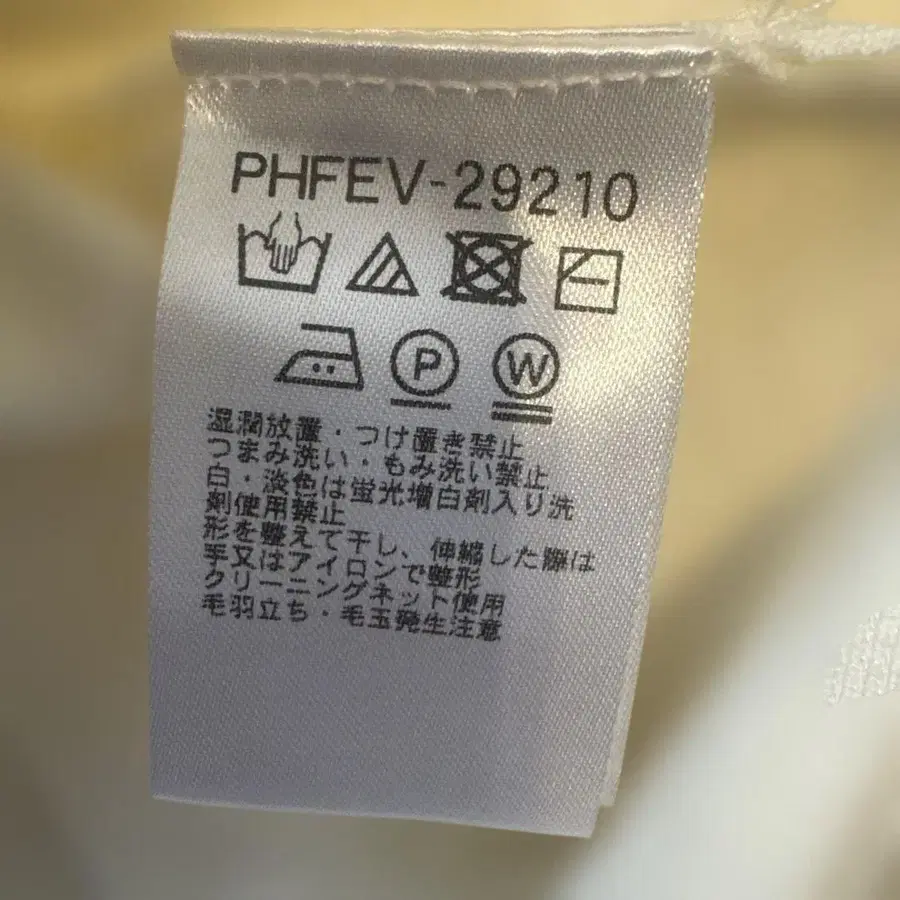 PHFEV-29210
P W
湿潤放置・つけ置き禁止
つまみ洗い・もみ洗い禁止
白・淡色は蛍光増白剤入り洗
剤使用禁止
形を整えて干し、伸縮した際は
手又はアイロンで整形
クリーニングネット使用
毛羽立ち・毛玉発生注意